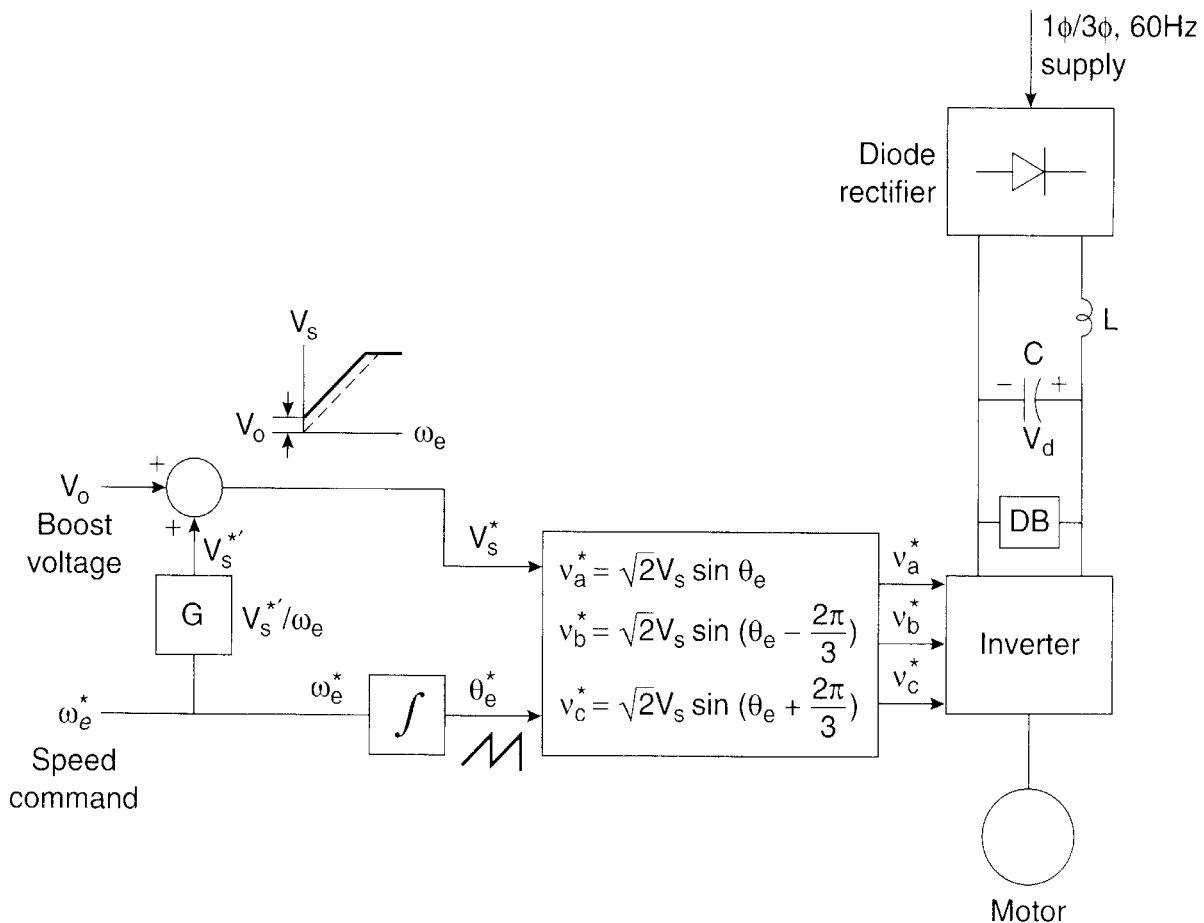 1ϕ/3ϕ, 60Hz
supply
Diode
rectifier
L
C
− +
V_d
DB
V_s
V_o
ω_e
+
V_o
Boost
voltage
+
V_s^*′
G
V_s^*′/ω_e
V_s^*
ω_e^*
Speed
command
ω_e^*
∫
θ_e^*
v_a^* = √2V_s sin θ_e
v_b^* = √2V_s sin (θ_e − 2π/3)
v_c^* = √2V_s sin (θ_e + 2π/3)
v_a^*
v_b^*
v_c^*
Inverter
Motor